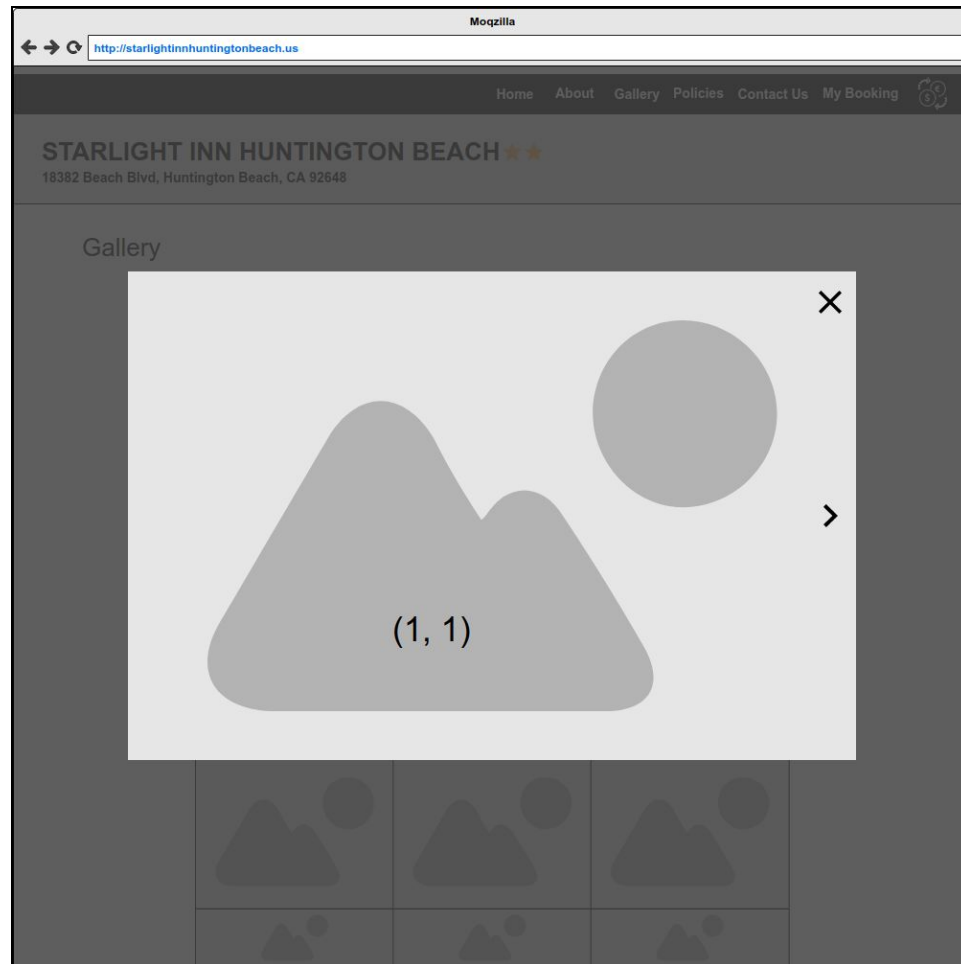 Moqzilla
http://starlightinnhuntingtonbeach.us
Home About Gallery Policies Contact Us My Booking
STARLIGHT INN HUNTINGTON BEACH
18382 Beach Blvd, Huntington Beach, CA 92648
Gallery
(1, 1)